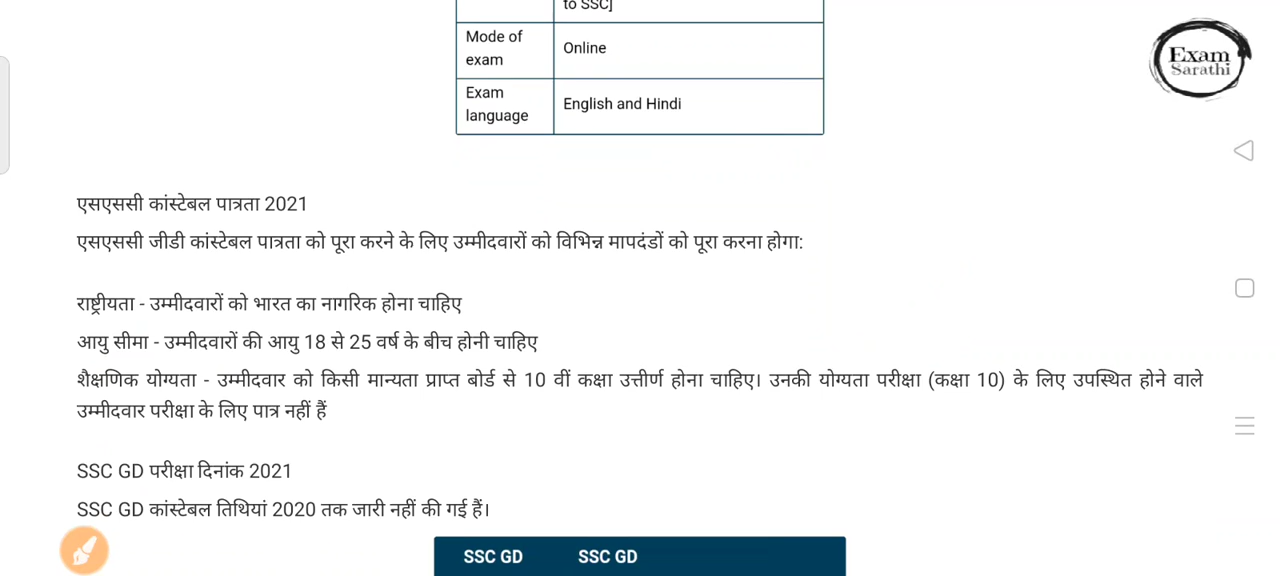 to SSC]
Mode of exam
Online
Exam language
English and Hindi
Exam Sarathi
एसएससी कांस्टेबल पात्रता 2021
एसएससी जीडी कांस्टेबल पात्रता को पूरा करने के लिए उम्मीदवारों को विभिन्न मापदंडों को पूरा करना होगा:
राष्ट्रीयता - उम्मीदवारों को भारत का नागरिक होना चाहिए
आयु सीमा - उम्मीदवारों की आयु 18 से 25 वर्ष के बीच होनी चाहिए
शैक्षणिक योग्यता - उम्मीदवार को किसी मान्यता प्राप्त बोर्ड से 10 वीं कक्षा उत्तीर्ण होना चाहिए। उनकी योग्यता परीक्षा (कक्षा 10) के लिए उपस्थित होने वाले
उम्मीदवार परीक्षा के लिए पात्र नहीं हैं
SSC GD परीक्षा दिनांक 2021
SSC GD कांस्टेबल तिथियां 2020 तक जारी नहीं की गई हैं।
SSC GD SSC GD